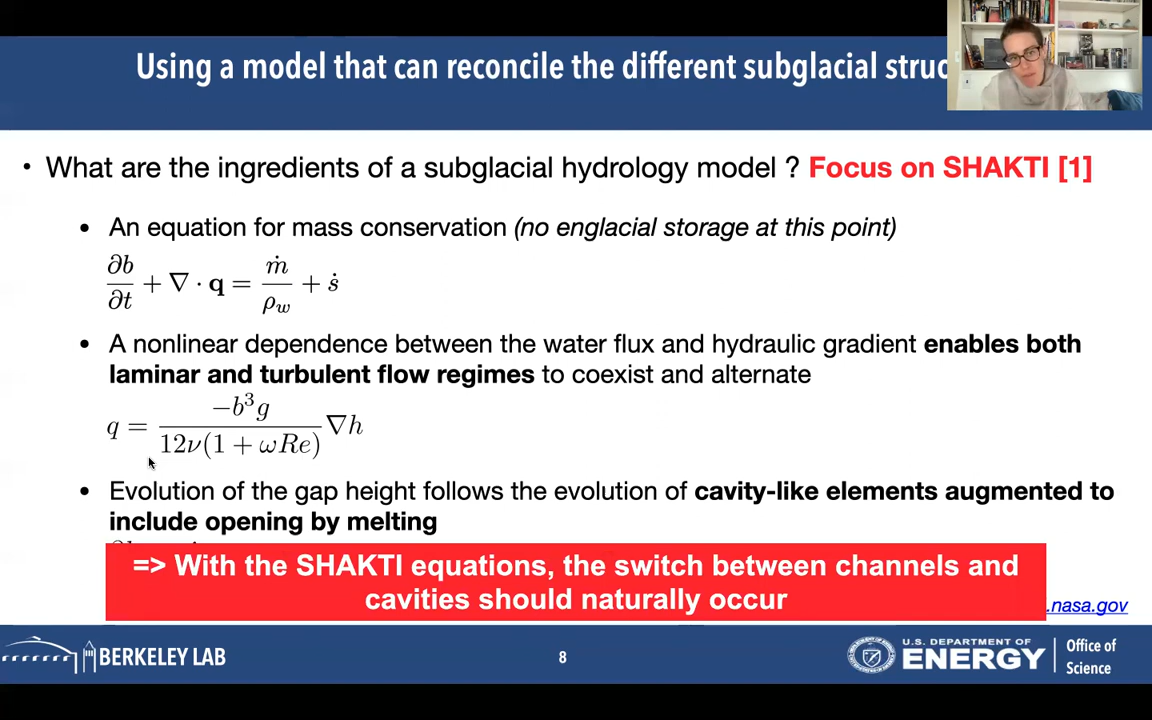 Using a model that can reconcile the different subglacial struc
• What are the ingredients of a subglacial hydrology model ? Focus on SHAKTI [1]
• An equation for mass conservation (no englacial storage at this point)
∂b/∂t + ∇ · q = ṁ/ρw + ṡ
• A nonlinear dependence between the water flux and hydraulic gradient enables both
laminar and turbulent flow regimes to coexist and alternate
q = −b³g / 12ν(1 + ωRe) ∇h
• Evolution of the gap height follows the evolution of cavity-like elements augmented to
include opening by melting
=> With the SHAKTI equations, the switch between channels and
cavities should naturally occur
.nasa.gov
BERKELEY LAB
8
U.S. DEPARTMENT OF
ENERGY
Office of
Science